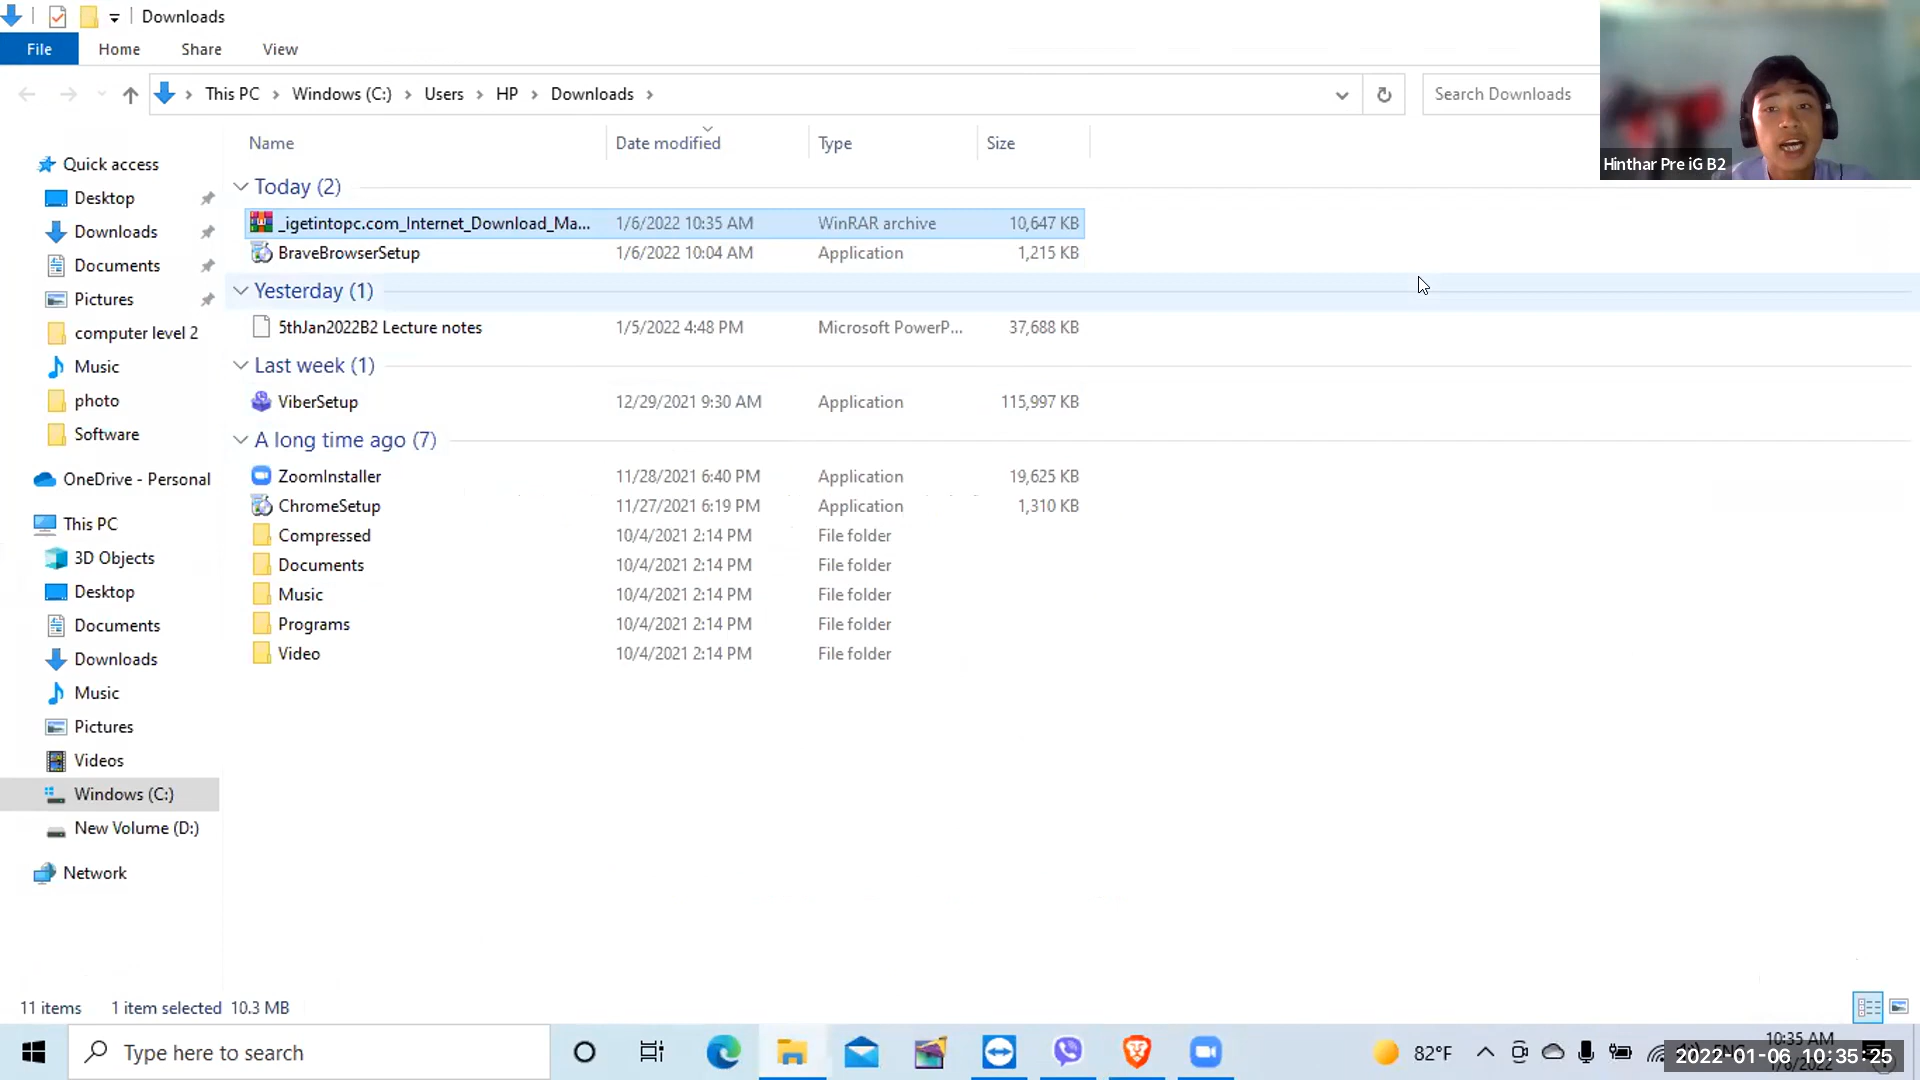 Downloads
File Home Share View
This PC > Windows (C:) > Users > HP > Downloads >
Search Downloads
Hinthar Pre iG B2
Name Date modified Type Size
Quick access
Desktop
Downloads
Documents
Pictures
computer level 2
Music
photo
Software
OneDrive - Personal
This PC
3D Objects
Desktop
Documents
Downloads
Music
Pictures
Videos
Windows (C:)
New Volume (D:)
Network
Today (2)
_igetintopc.com_Internet_Download_Ma... 1/6/2022 10:35 AM WinRAR archive 10,647 KB
BraveBrowserSetup 1/6/2022 10:04 AM Application 1,215 KB
Yesterday (1)
5thJan2022B2 Lecture notes 1/5/2022 4:48 PM Microsoft PowerP... 37,688 KB
Last week (1)
ViberSetup 12/29/2021 9:30 AM Application 115,997 KB
A long time ago (7)
ZoomInstaller 11/28/2021 6:40 PM Application 19,625 KB
ChromeSetup 11/27/2021 6:19 PM Application 1,310 KB
Compressed 10/4/2021 2:14 PM File folder
Documents 10/4/2021 2:14 PM File folder
Music 10/4/2021 2:14 PM File folder
Programs 10/4/2021 2:14 PM File folder
Video 10/4/2021 2:14 PM File folder
11 items 1 item selected 10.3 MB
Type here to search
82°F
10:35 AM
2022-01-06 10:35:25